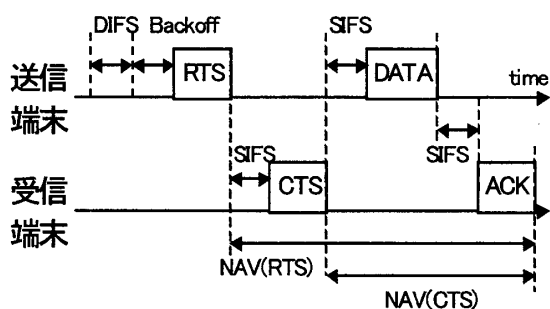 DIFS Backoff SIFS
送信 RTS DATA time
端末
SIFS SIFS
受信 CTS ACK
端末
NAV(RTS)
NAV(CTS)